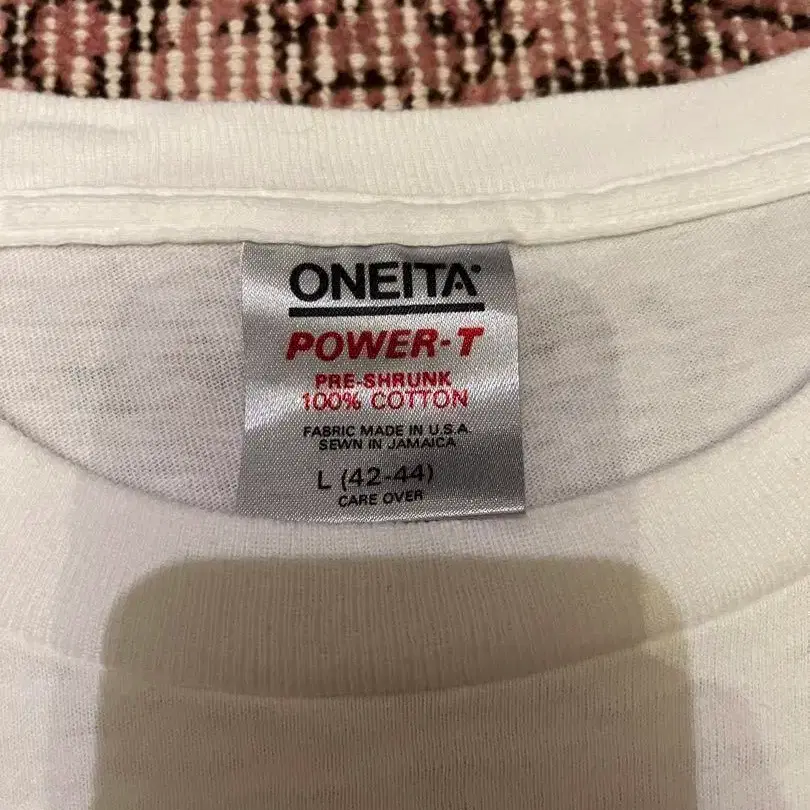 ONEITA
POWER-T
PRE-SHRUNK
100% COTTON
FABRIC MADE IN U.S.A.
SEWN IN JAMAICA
L (42-44)
CARE OVER